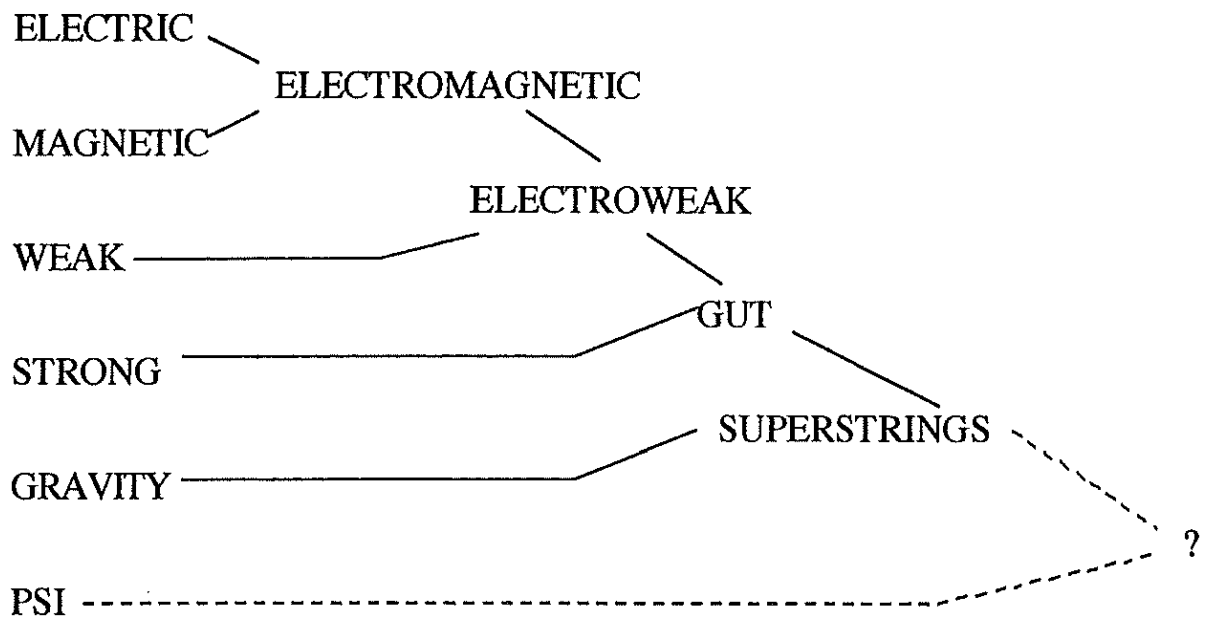 ELECTRIC
ELECTROMAGNETIC
MAGNETIC
ELECTROWEAK
WEAK
GUT
STRONG
SUPERSTRINGS
GRAVITY
?
PSI